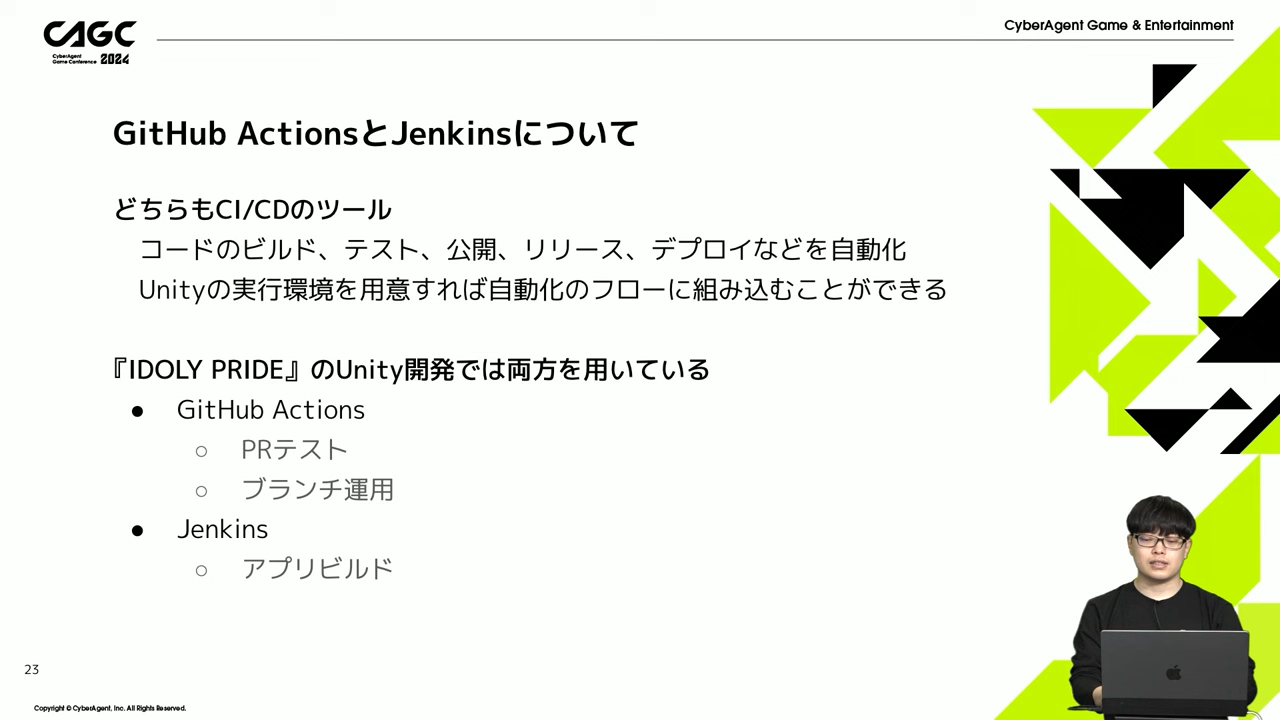 CAGC
CyberAgent
Game Conference 2024
CyberAgent Game & Entertainment
GitHub ActionsとJenkinsについて
どちらもCI/CDのツール
コードのビルド、テスト、公開、リリース、デプロイなどを自動化
Unityの実行環境を用意すれば自動化のフローに組み込むことができる
『IDOLY PRIDE』のUnity開発では両方を用いている
● GitHub Actions
○ PRテスト
○ ブランチ運用
● Jenkins
○ アプリビルド
23
Copyright © CyberAgent, Inc. All Rights Reserved.